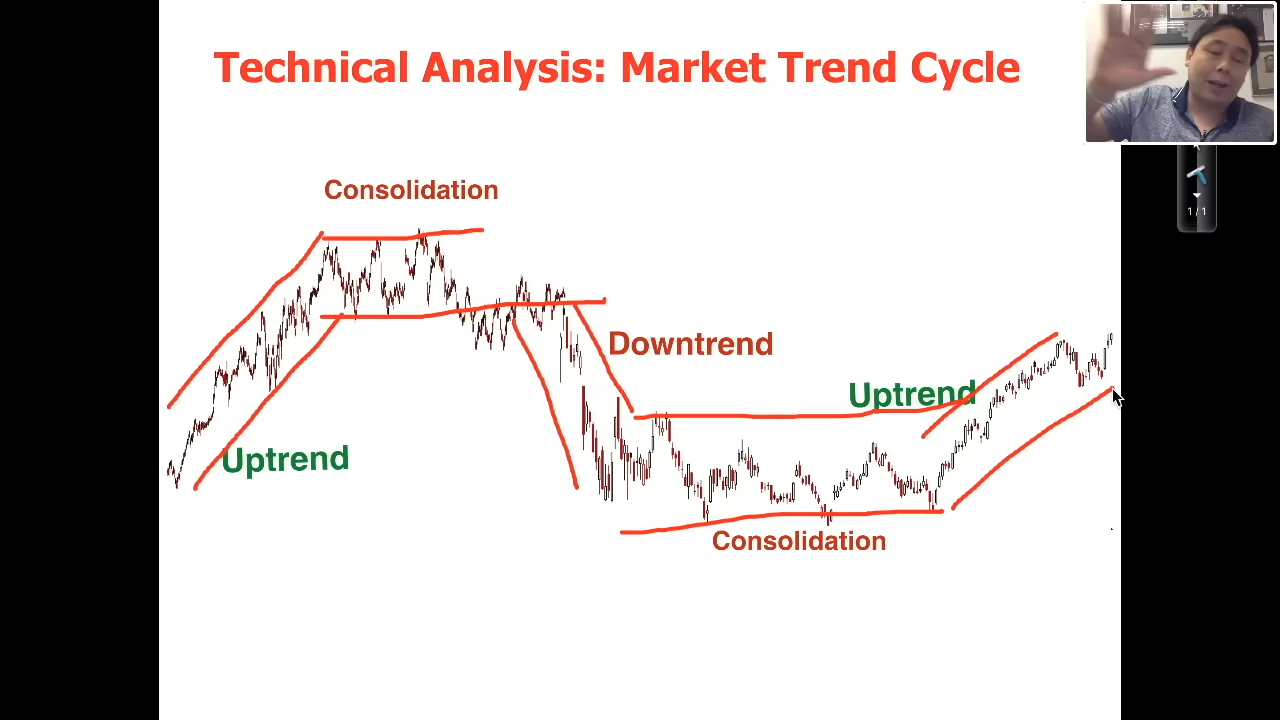 Technical Analysis: Market Trend Cycle
1/1
Consolidation
Downtrend
Uptrend
Uptrend
Consolidation